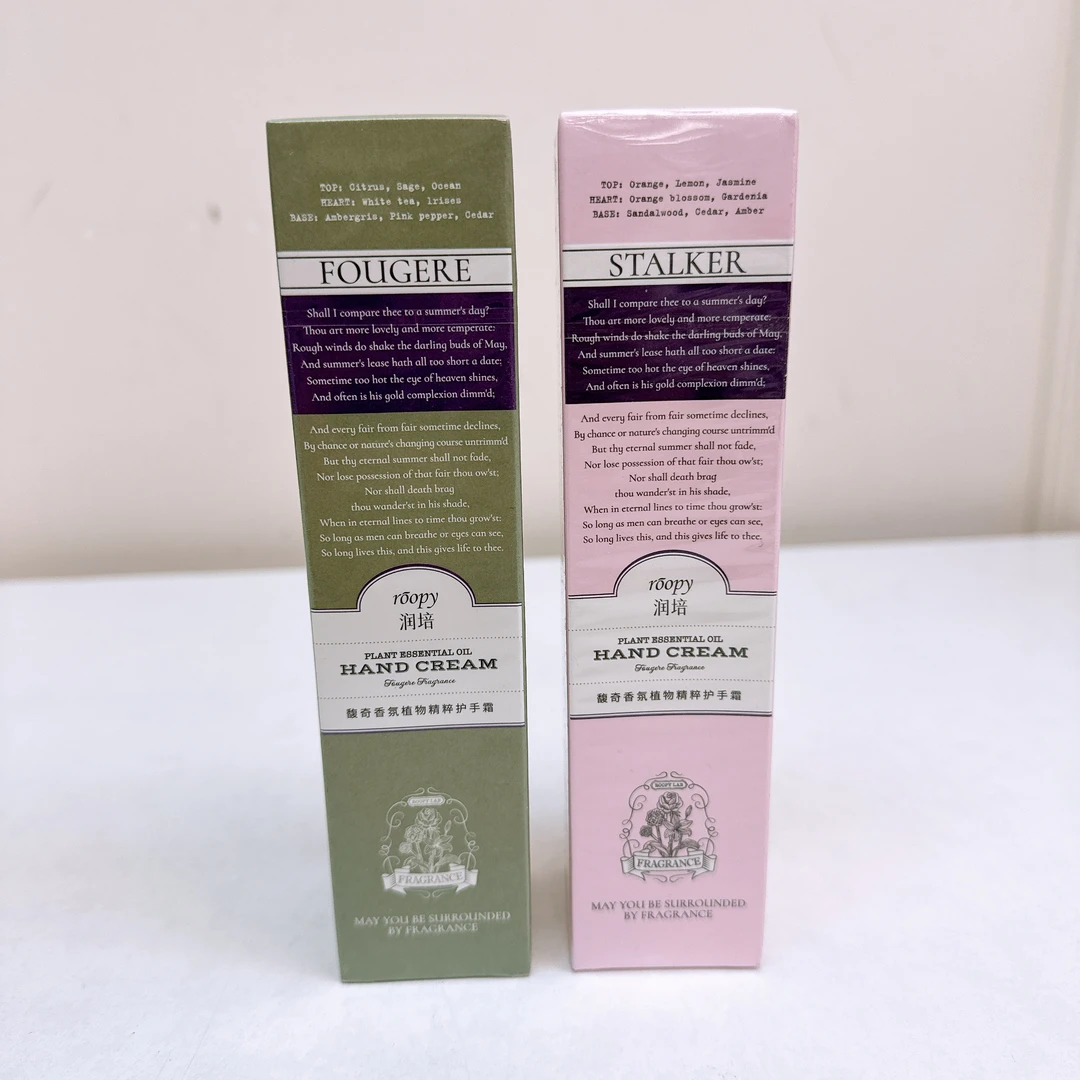 TOP: Citrus, Sage, Ocean
HEART: White tea, lrises
BASE: Ambergris, Pink pepper, Cedar
FOUGERE
Shall I compare thee to a summer's day?
Thou art more lovely and more temperate:
Rough winds do shake the darling buds of May,
And summer's lease hath all too short a date;
Sometime too hot the eye of heaven shines,
And often is his gold complexion dimm'd;
And every fair from fair sometime declines,
By chance or nature's changing course untrimm'd
But thy eternal summer shall not fade,
Nor lose possession of that fair thou ow'st;
Nor shall death brag
thou wander'st in his shade,
When in eternal lines to time thou grow'st:
So long as men can breathe or eyes can see,
So long lives this, and this gives life to thee.
rōopy
润培
PLANT ESSENTIAL OIL
HAND CREAM
Fougere Fragrance
馥奇香氛植物精粹护手霜
ROOPY LAB
FRAGRANCE
MAY YOU BE SURROUNDED
BY FRAGRANCE
TOP: Orange, Lemon, Jasmine
HEART: Orange blossom, Gardenia
BASE: Sandalwood, Cedar, Amber
STALKER
Shall I compare thee to a summer's day?
Thou art more lovely and more temperate:
Rough winds do shake the darling buds of May,
And summer's lease hath all too short a date:
Sometime too hot the eye of heaven shines,
And often is his gold complexion dimm'd;
And every fair from fair sometime declines,
By chance or nature's changing course untrimm'd
But thy eternal summer shall not fade,
Nor lose possession of that fair thou ow'st;
Nor shall death brag
thou wander'st in his shade,
When in eternal lines to time thou grow'st:
So long as men can breathe or eyes can see,
So long lives this, and this gives life to thee.
rōopy
润培
PLANT ESSENTIAL OIL
HAND CREAM
Fougere Fragrance
馥奇香氛植物精粹护手霜
ROOPY LAB
FRAGRANCE
MAY YOU BE SURROUNDED
BY FRAGRANCE